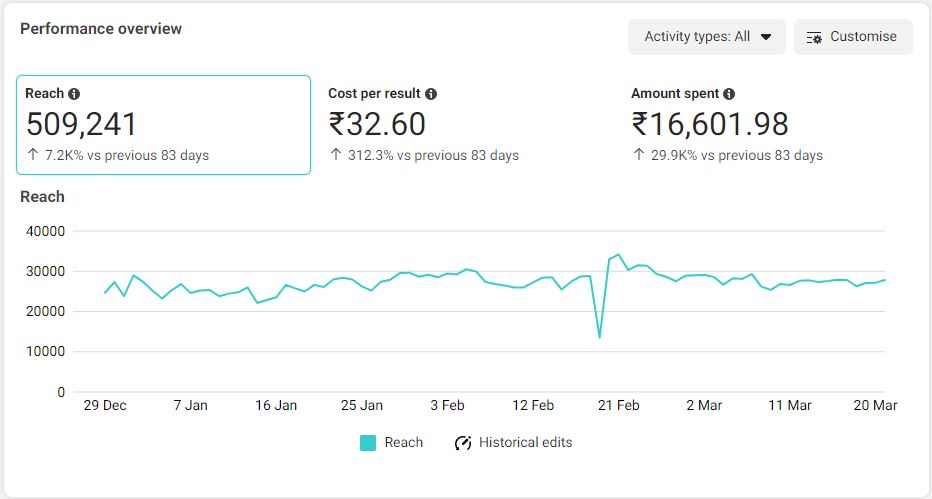 Performance overview
Activity types: All
Customise
Reach
509,241
7.2K% vs previous 83 days
Cost per result
₹32.60
312.3% vs previous 83 days
Amount spent
₹16,601.98
29.9K% vs previous 83 days
Reach
40000
30000
20000
10000
0
29 Dec 7 Jan 16 Jan 25 Jan 3 Feb 12 Feb 21 Feb 2 Mar 11 Mar 20 Mar
Reach Historical edits